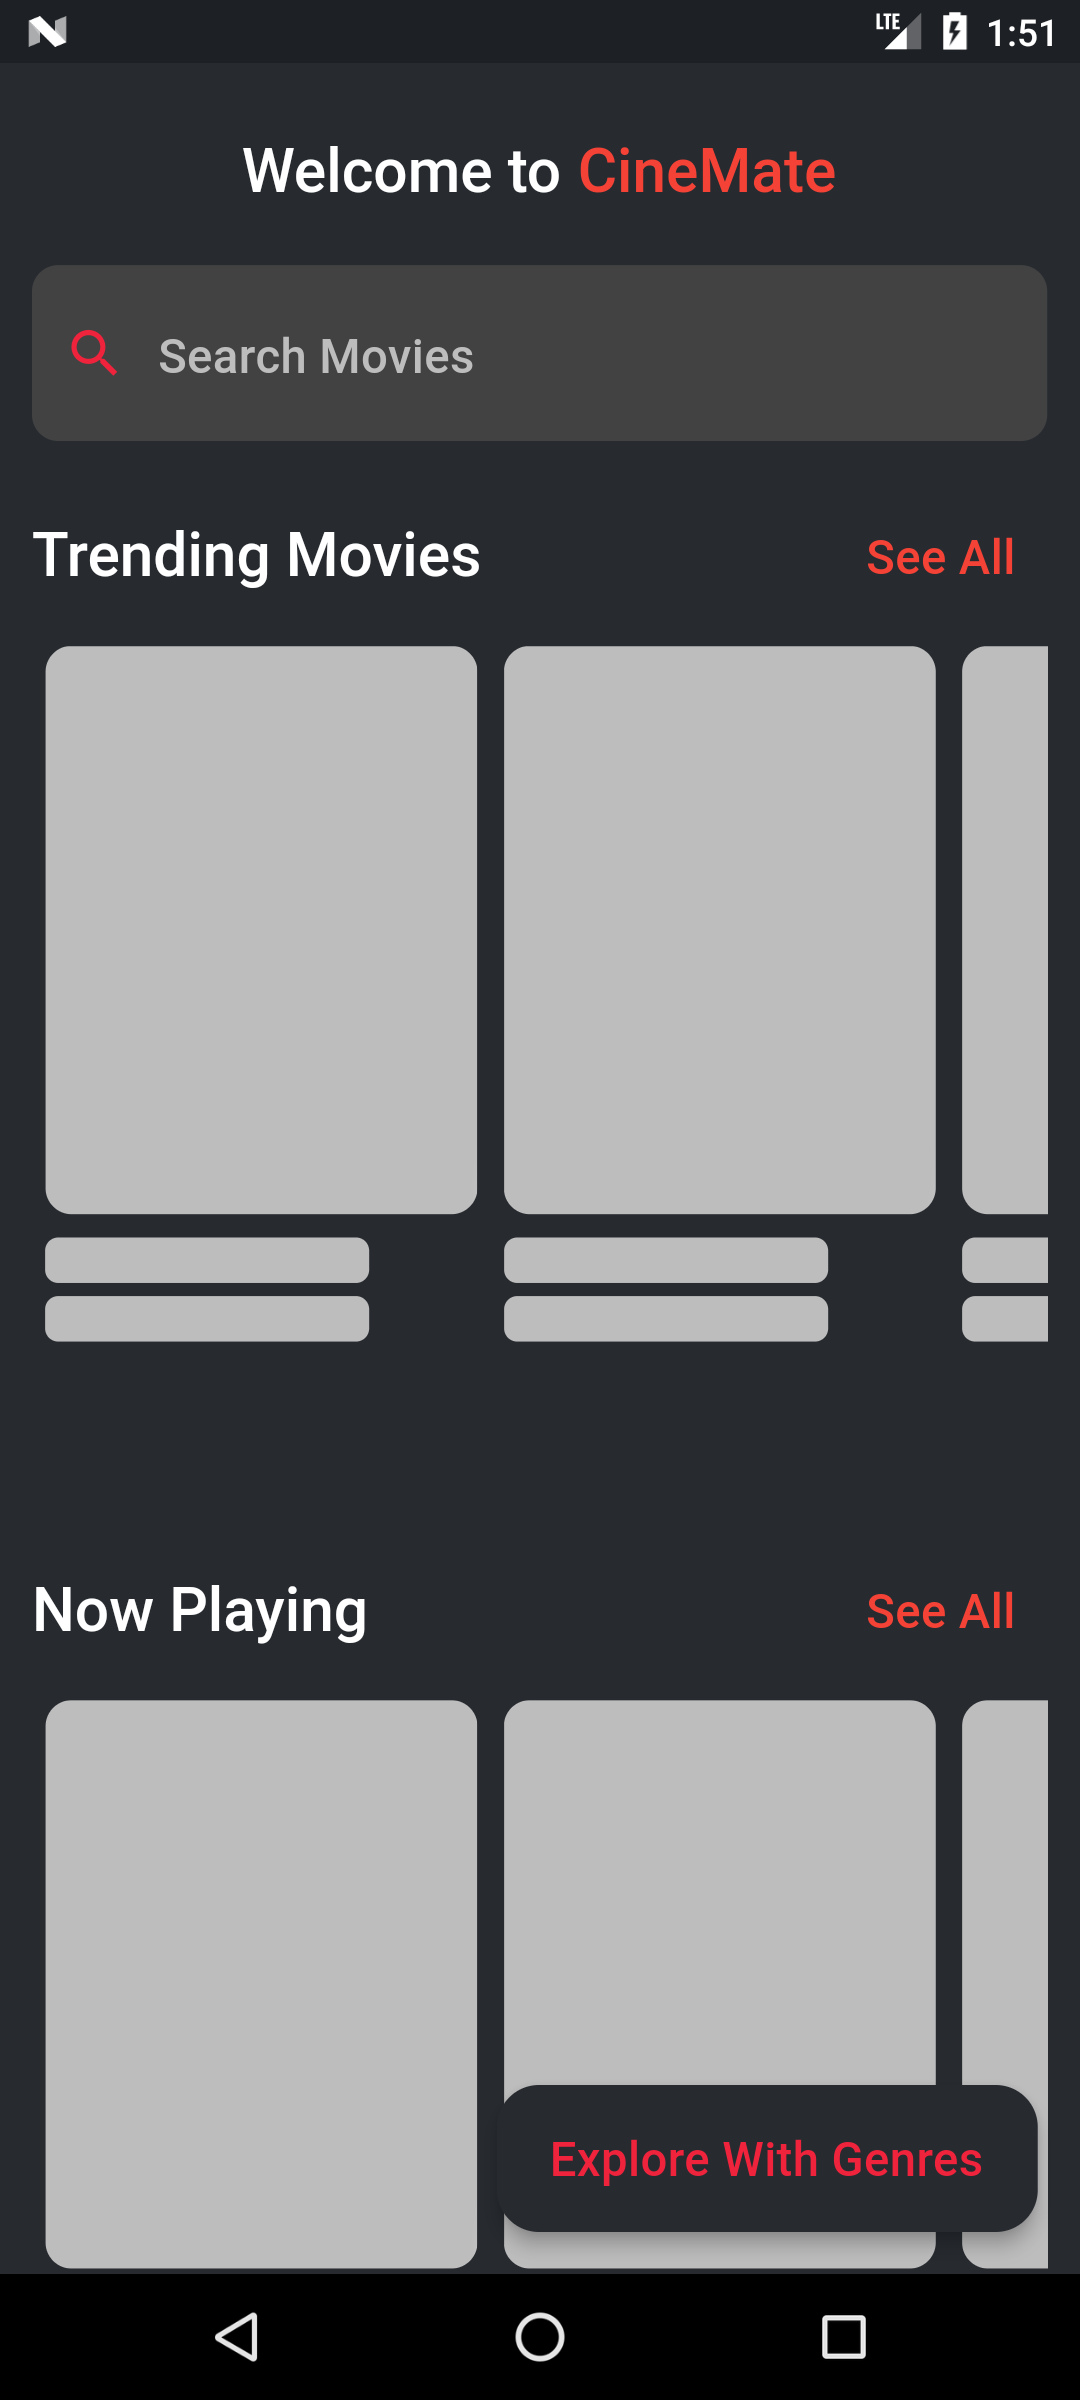 LTE 1:51
Welcome to CineMate
Search Movies
Trending Movies See All
Now Playing See All
Explore With Genres